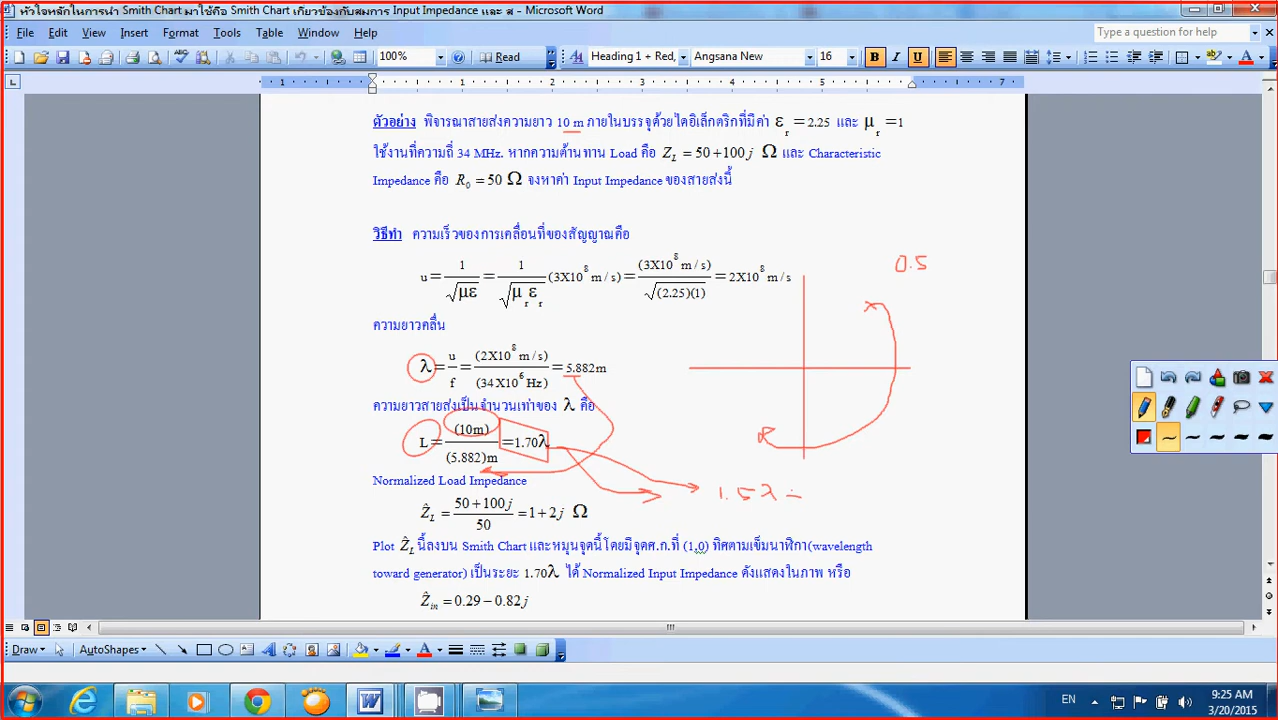 หัวใจหลักในการนำ Smith Chart มาใช้คือ Smith Chart เกี่ยวข้องกับสมการ Input Impedance และ ส - Microsoft Word
File Edit View Insert Format Tools Table Window Help Type a question for help
100% Read Heading 1 + Red, Angsana New 16 B I U
1 1 2 3 4 5 6 7
ตัวอย่าง พิจารณาสายส่งความยาว 10 m ภายในบรรจุด้วยไดอิเล็กตริกที่มีค่า ε_r = 2.25 และ μ_r = 1
ใช้งานที่ความถี่ 34 MHz. หากความต้านทาน Load คือ Z_L = 50 + 100j Ω และ Characteristic
Impedance คือ R_0 = 50 Ω จงหาค่า Input Impedance ของสายส่งนี้
วิธีทำ ความเร็วของการเคลื่อนที่ของสัญญาณคือ
0.5
u = 1/√με = 1/√μ_r ε_r (3X10^8 m/s) = (3X10^8 m/s)/√(2.25)(1) = 2X10^8 m/s
ความยาวคลื่น
λ = u/f = (2X10^8 m/s)/(34X10^6 Hz) = 5.882m
ความยาวสายส่งเป็นจำนวนเท่าของ λ คือ
L = (10m)/(5.882)m = 1.70λ
Normalized Load Impedance
1.5λ =
Ẑ_L = (50 + 100j)/50 = 1 + 2j Ω
Plot Ẑ_L นี้ลงบน Smith Chart และหมุนจุดนี้โดยมีจุดศ.ก.ที่ (1,0) ทิศตามเข็มนาฬิกา(wavelength
toward generator) เป็นระยะ 1.70λ ได้ Normalized Input Impedance ดังแสดงในภาพ หรือ
Ẑ_in = 0.29 − 0.82j
Draw AutoShapes
EN 9:25 AM
3/20/2015